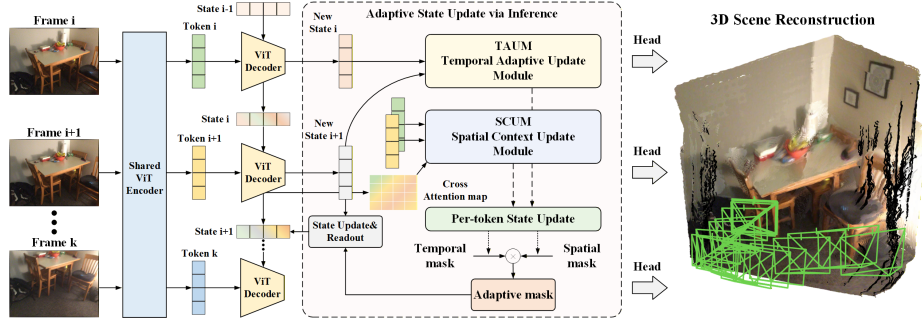 Frame i
Frame i+1
Frame k
Shared
ViT
Encoder
State i-1
Token i
ViT
Decoder
State i
Token i+1
ViT
Decoder
State i+1
Token k
ViT
Decoder
Adaptive State Update via Inference
New
State i
New
State i+1
TAUM
Temporal Adaptive Update
Module
SCUM
Spatial Context Update
Module
Cross
Attention map
Per-token State Update
State Update&
Readout
Temporal
mask
Spatial
mask
Adaptive mask
Head
Head
Head
3D Scene Reconstruction